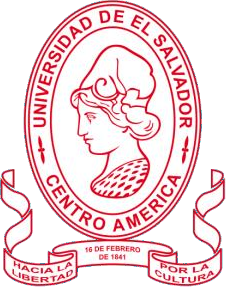 UNIVERSIDAD DE EL SALVADOR
CENTRO AMERICA
16 DE FEBRERO
DE 1841
HACIA LA
LIBERTAD
POR LA
CULTURA